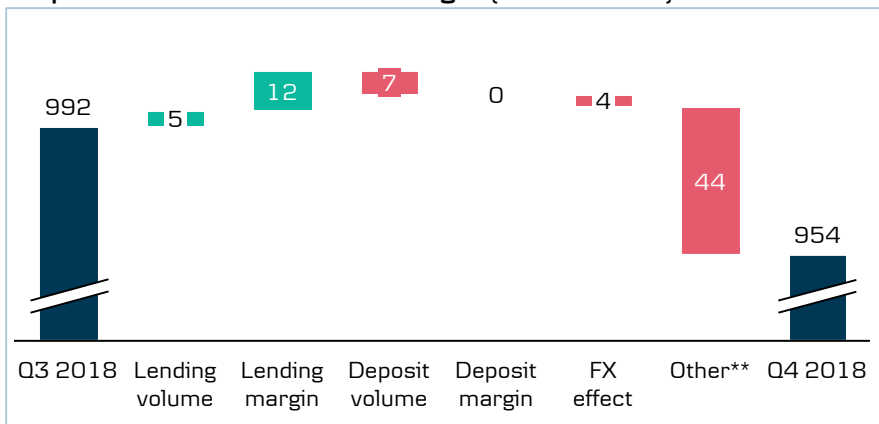 992
5
12
7
0
4
44
954
Q3 2018
Lending
volume
Lending
margin
Deposit
volume
Deposit
margin
FX
effect
Other**
Q4 2018